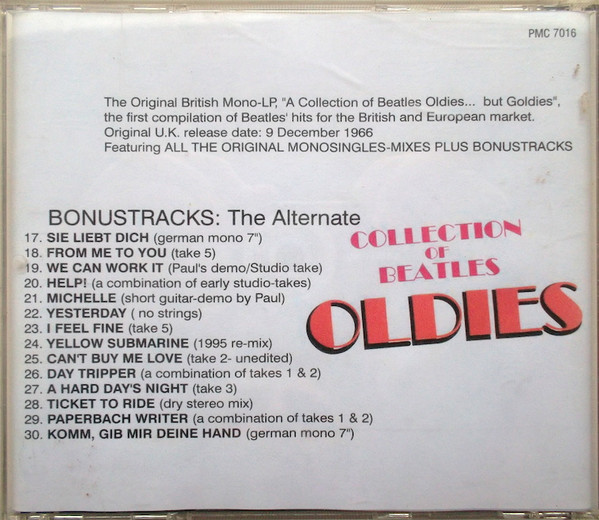 PMC 7016
The Original British Mono-LP, "A Collection of Beatles Oldies... but Goldies",
the first compilation of Beatles' hits for the British and European market.
Original U.K. release date: 9 December 1966
Featuring ALL THE ORIGINAL MONOSINGLES-MIXES PLUS BONUSTRACKS
BONUSTRACKS: The Alternate
COLLECTION
OF
BEATLES
OLDIES
17. SIE LIEBT DICH (german mono 7")
18. FROM ME TO YOU (take 5)
19. WE CAN WORK IT (Paul's demo/Studio take)
20. HELP! (a combination of early studio-takes)
21. MICHELLE (short guitar-demo by Paul)
22. YESTERDAY ( no strings)
23. I FEEL FINE (take 5)
24. YELLOW SUBMARINE (1995 re-mix)
25. CAN'T BUY ME LOVE (take 2- unedited)
26. DAY TRIPPER (a combination of takes 1 & 2)
27. A HARD DAY'S NIGHT (take 3)
28. TICKET TO RIDE (dry stereo mix)
29. PAPERBACH WRITER (a combination of takes 1 & 2)
30. KOMM, GIB MIR DEINE HAND (german mono 7")